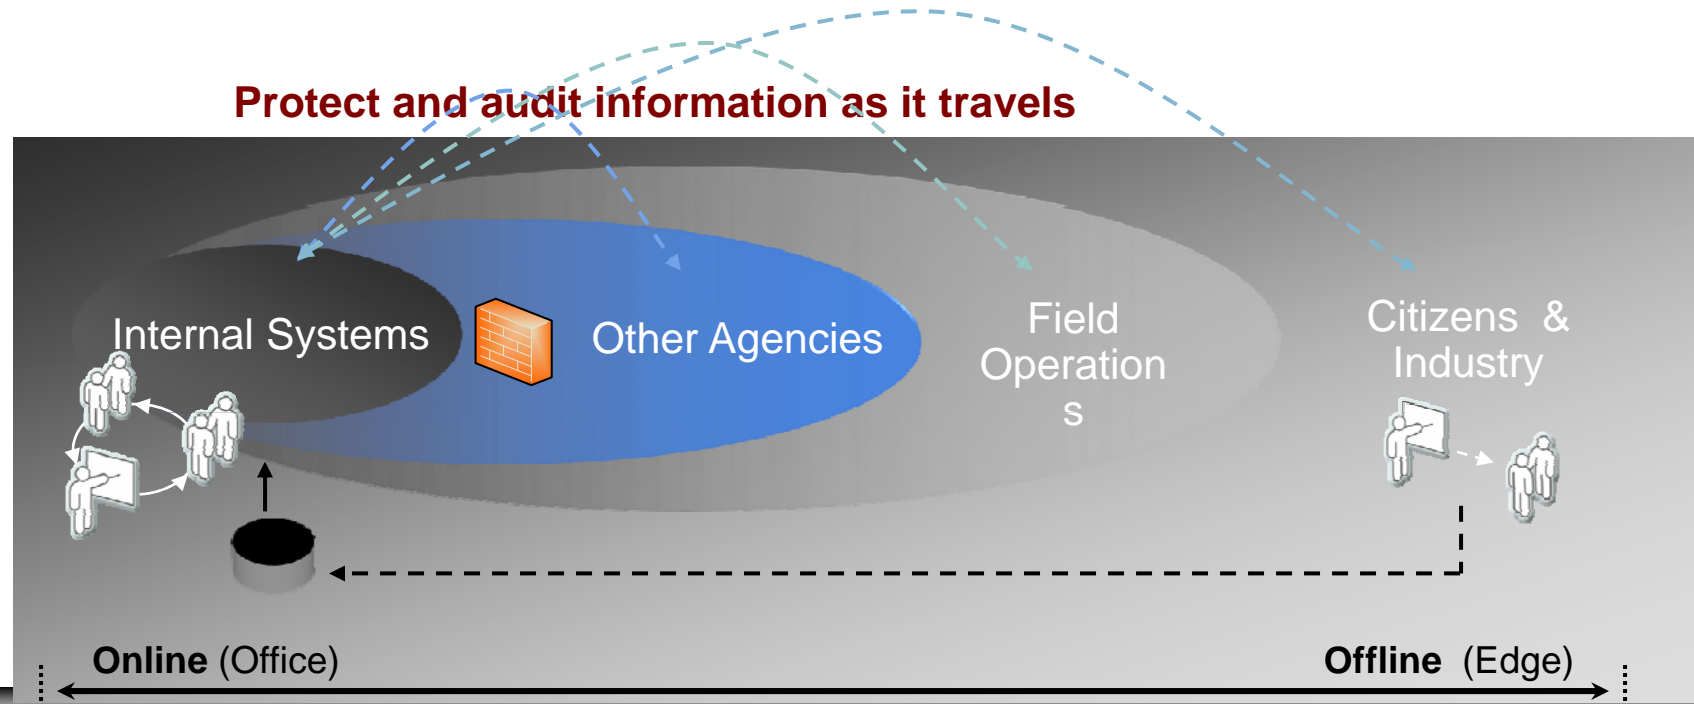 Protect and audit information as it travels
Internal Systems
Other Agencies
Field
Operation
s
Citizens & 
Industry
Online (Office)
Offline (Edge)